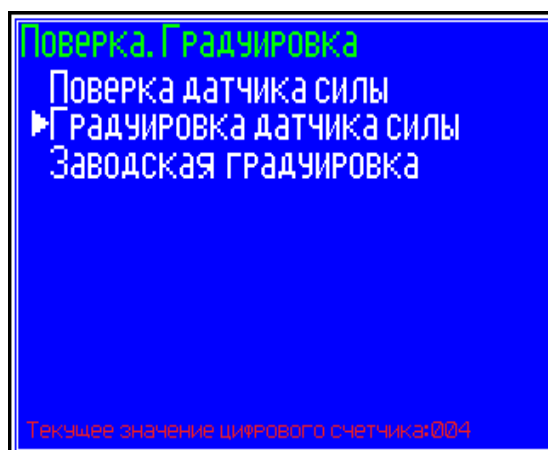 Поверка. Градуировка
Поверка датчика силы
Градуировка датчика силы
Заводская градуировка
Текущее значение цифрового счетчика:004